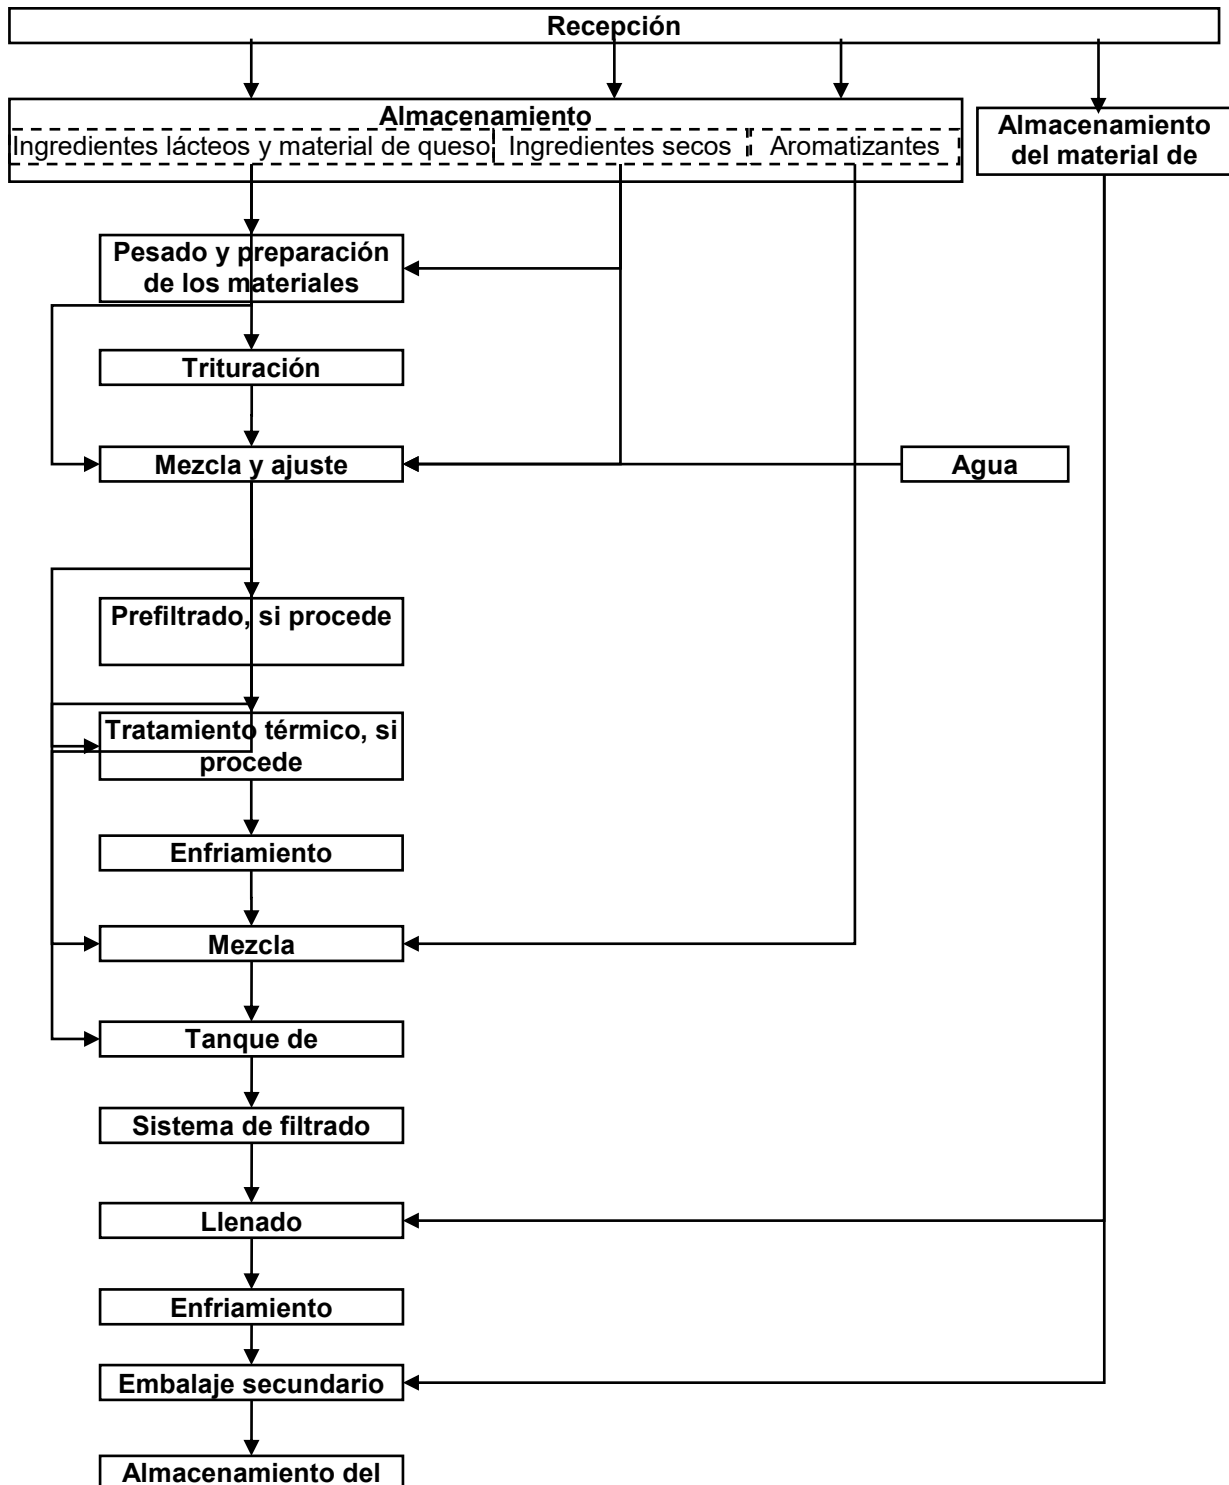 Recepción
Almacenamiento
Ingredientes lácteos y material de queso
Ingredientes secos
Aromatizantes
Almacenamiento
del material de
Pesado y preparación
de los materiales
Trituración
Mezcla y ajuste
Agua
Prefiltrado, si procede
Tratamiento térmico, si
procede
Enfriamiento
Mezcla
Tanque de
Sistema de filtrado
Llenado
Enfriamiento
Embalaje secundario
Almacenamiento del